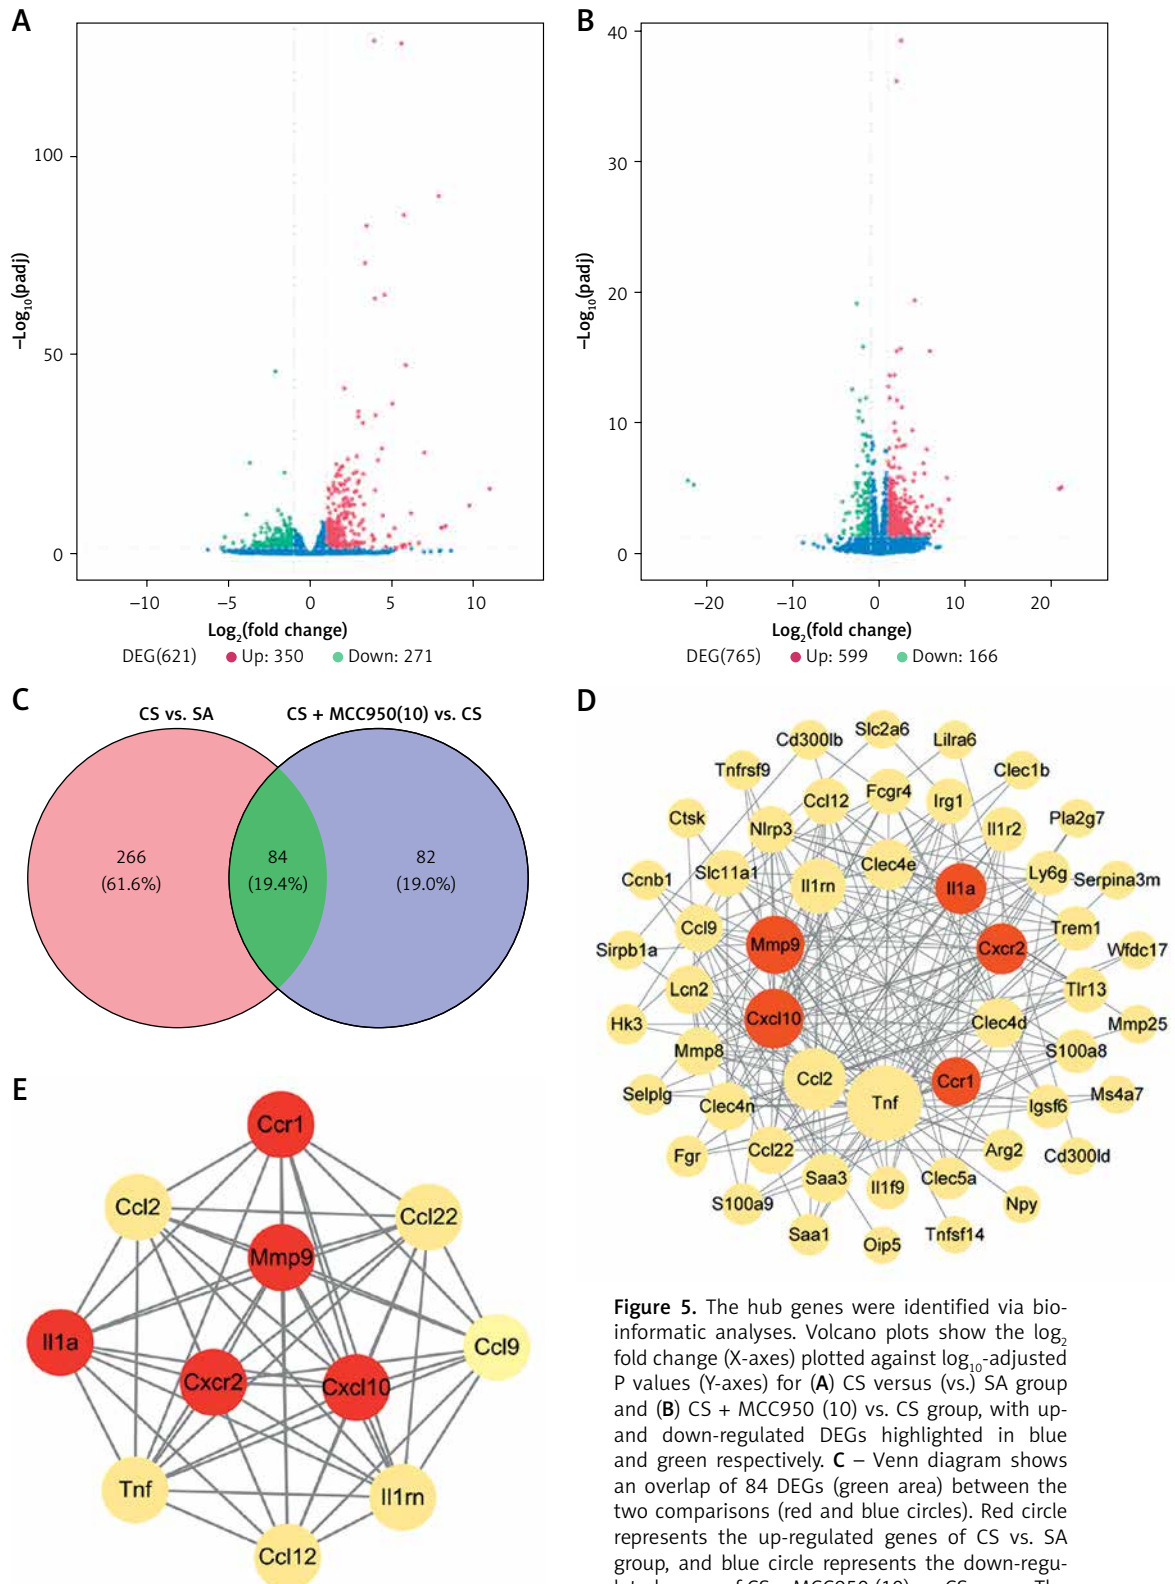 A
100
50
0
−10
−5
0
5
10
−Log10(padj)
Log2(fold change)
DEG(621) Up: 350 Down: 271
B
40
30
20
10
0
−20
−10
0
10
20
−Log10(padj)
Log2(fold change)
DEG(765) Up: 599 Down: 166
C
CS vs. SA
CS + MCC950(10) vs. CS
266
(61.6%)
84
(19.4%)
82
(19.0%)
D
Slc2a6
Cd300lb
Lilra6
Tnfrsf9
Clec1b
Ccl12
Fcgr4
Irg1
Ctsk
Nlrp3
Il1r2
Pla2g7
Slc11a1
Il1rn
Clec4e
Il1a
Ly6g
Serpina3m
Ccnb1
Ccl9
Mmp9
Cxcr2
Trem1
Sirpb1a
Wfdc17
Lcn2
Tlr13
Hk3
Cxcl10
Clec4d
Mmp25
Mmp8
S100a8
Ccl2
Tnf
Ccr1
Selplg
Clec4n
Igsf6
Ms4a7
Fgr
Ccl22
Arg2
Cd300ld
Saa3
Il1f9
Clec5a
S100a9
Npy
Saa1
Oip5
Tnfsf14
E
Ccr1
Ccl2
Ccl22
Mmp9
Il1a
Ccl9
Cxcr2
Cxcl10
Tnf
Il1rn
Ccl12
Figure 5. The hub genes were identified via bio-
informatic analyses. Volcano plots show the log2
fold change (X-axes) plotted against log10-adjusted
P values (Y-axes) for (A) CS versus (vs.) SA group
and (B) CS + MCC950 (10) vs. CS group, with up-
and down-regulated DEGs highlighted in blue
and green respectively. C – Venn diagram shows
an overlap of 84 DEGs (green area) between the
two comparisons (red and blue circles). Red circle
represents the up-regulated genes of CS vs. SA
group, and blue circle represents the down-regu-